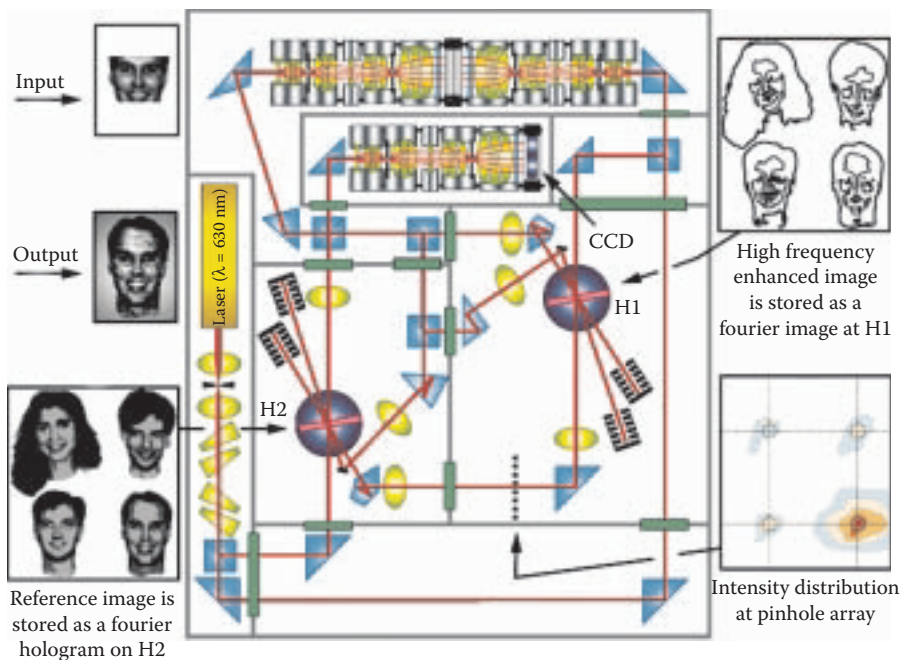 Input
Output
Laser (λ = 630 nm)
CCD
H1
H2
High frequency
enhanced image
is stored as a
fourier image at H1
Reference image is
stored as a fourier
hologram on H2
Intensity distribution
at pinhole array